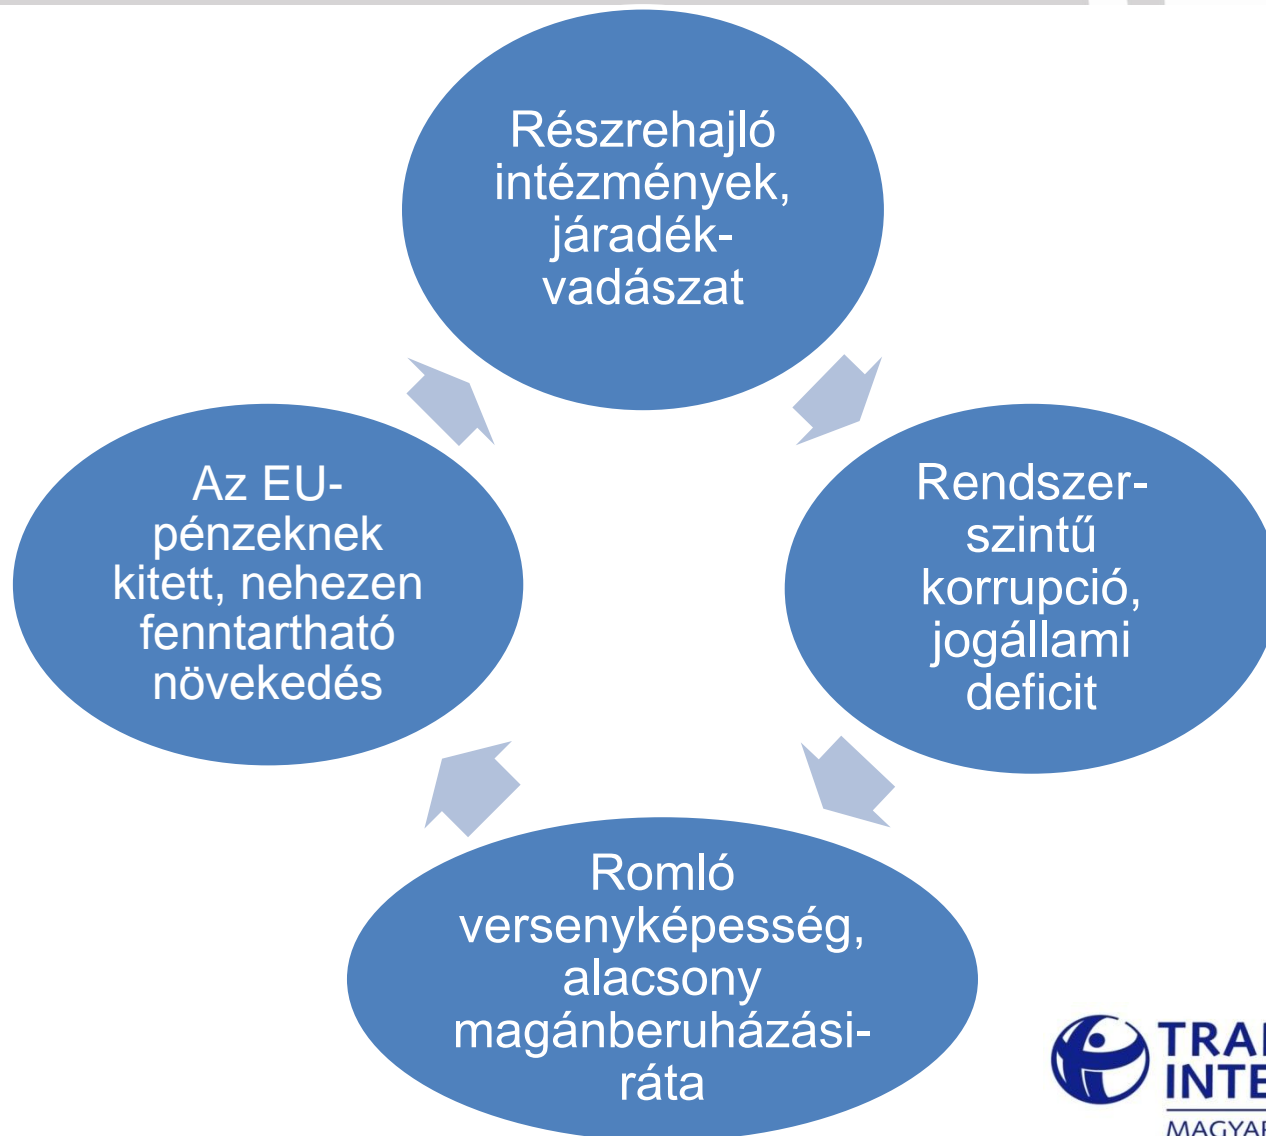 Részrehajló
intézmények,
járadék-
vadászat
Az EU-
pénzeknek
kitett, nehezen
fenntartható
növekedés
Rendszer-
szintű
korrupció,
jogállami
deficit
Romló
versenyképesség,
alacsony
magánberuházási-
ráta